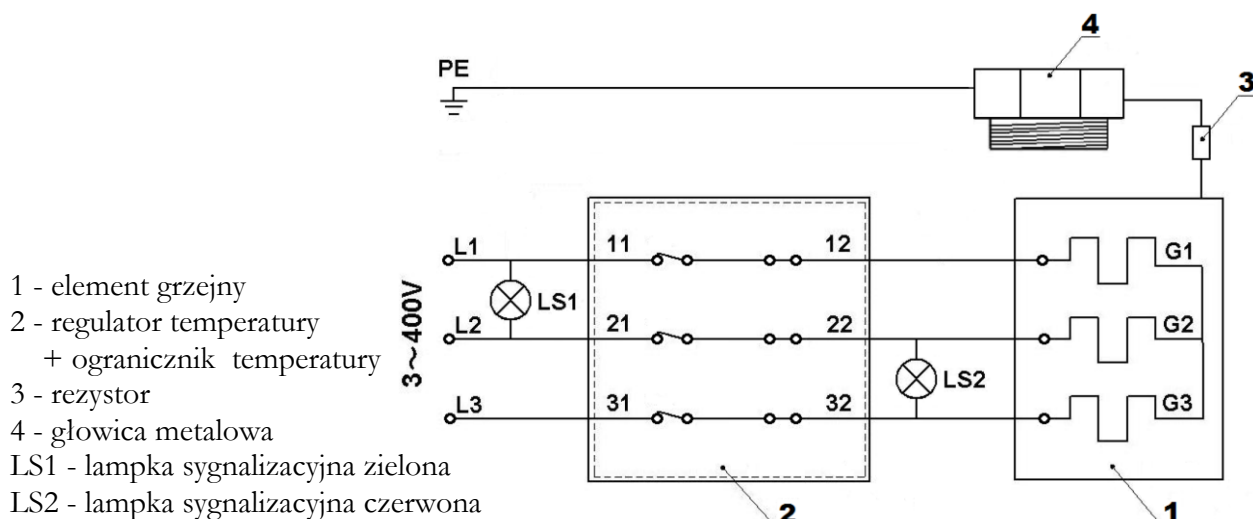 4
PE
3
L1
11
12
G1
LS1
L2
21
22
G2
LS2
L3
31
32
G3
3~400V
2
1
1 - element grzejny
2 - regulator temperatury
+ ogranicznik temperatury
3 - rezystor
4 - głowica metalowa
LS1 - lampka sygnalizacyjna zielona
LS2 - lampka sygnalizacyjna czerwona